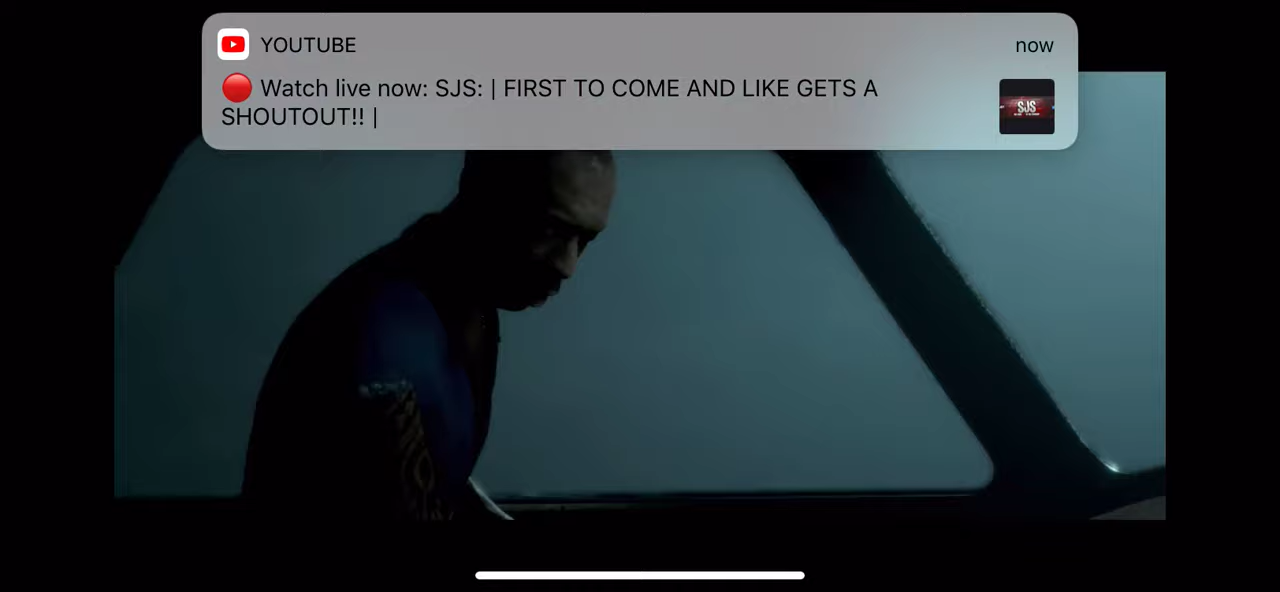 YOUTUBE
now
🔴 Watch live now: SJS: | FIRST TO COME AND LIKE GETS A
SHOUTOUT!! |
SJS